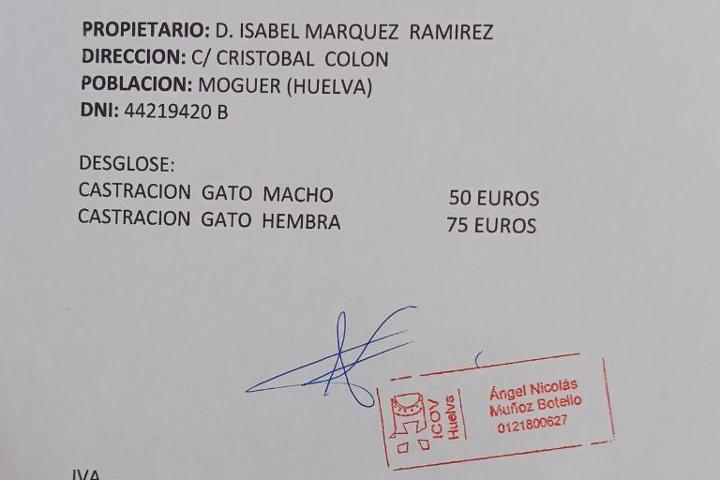 PROPIETARIO: D. ISABEL MARQUEZ RAMIREZ
DIRECCION: C/ CRISTOBAL COLON
POBLACION: MOGUER (HUELVA)
DNI: 44219420 B
DESGLOSE:
CASTRACION GATO MACHO 50 EUROS
CASTRACION GATO HEMBRA 75 EUROS
ICOV
Huelva
Ángel Nicolás
Muñoz Botello
0121800627
IVA